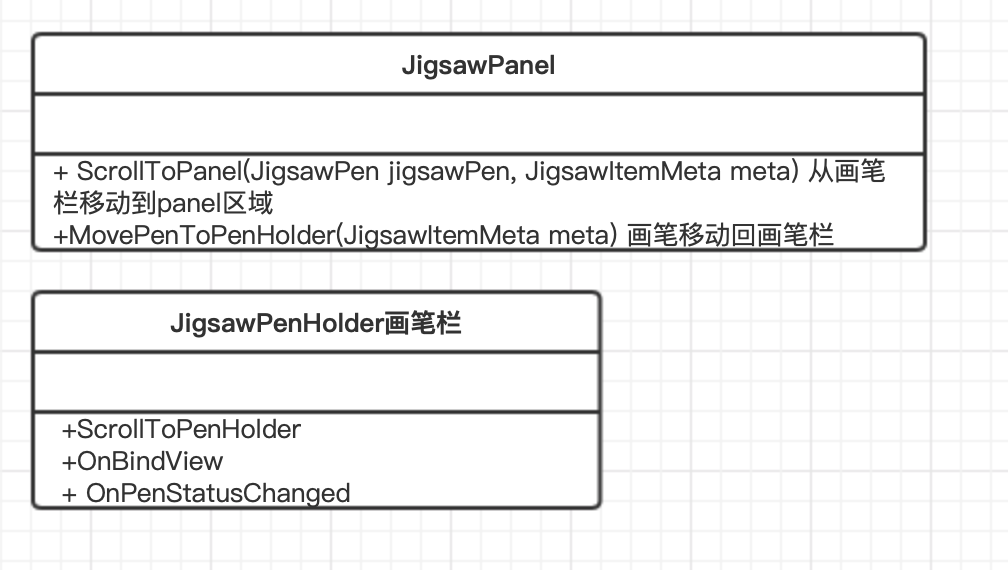 JigsawPanel
+ ScrollToPanel(JigsawPen jigsawPen, JigsawItemMeta meta) 从画笔
栏移动到panel区域
+MovePenToPenHolder(JigsawItemMeta meta) 画笔移动回画笔栏
JigsawPenHolder画笔栏
+ScrollToPenHolder
+OnBindView
+ OnPenStatusChanged